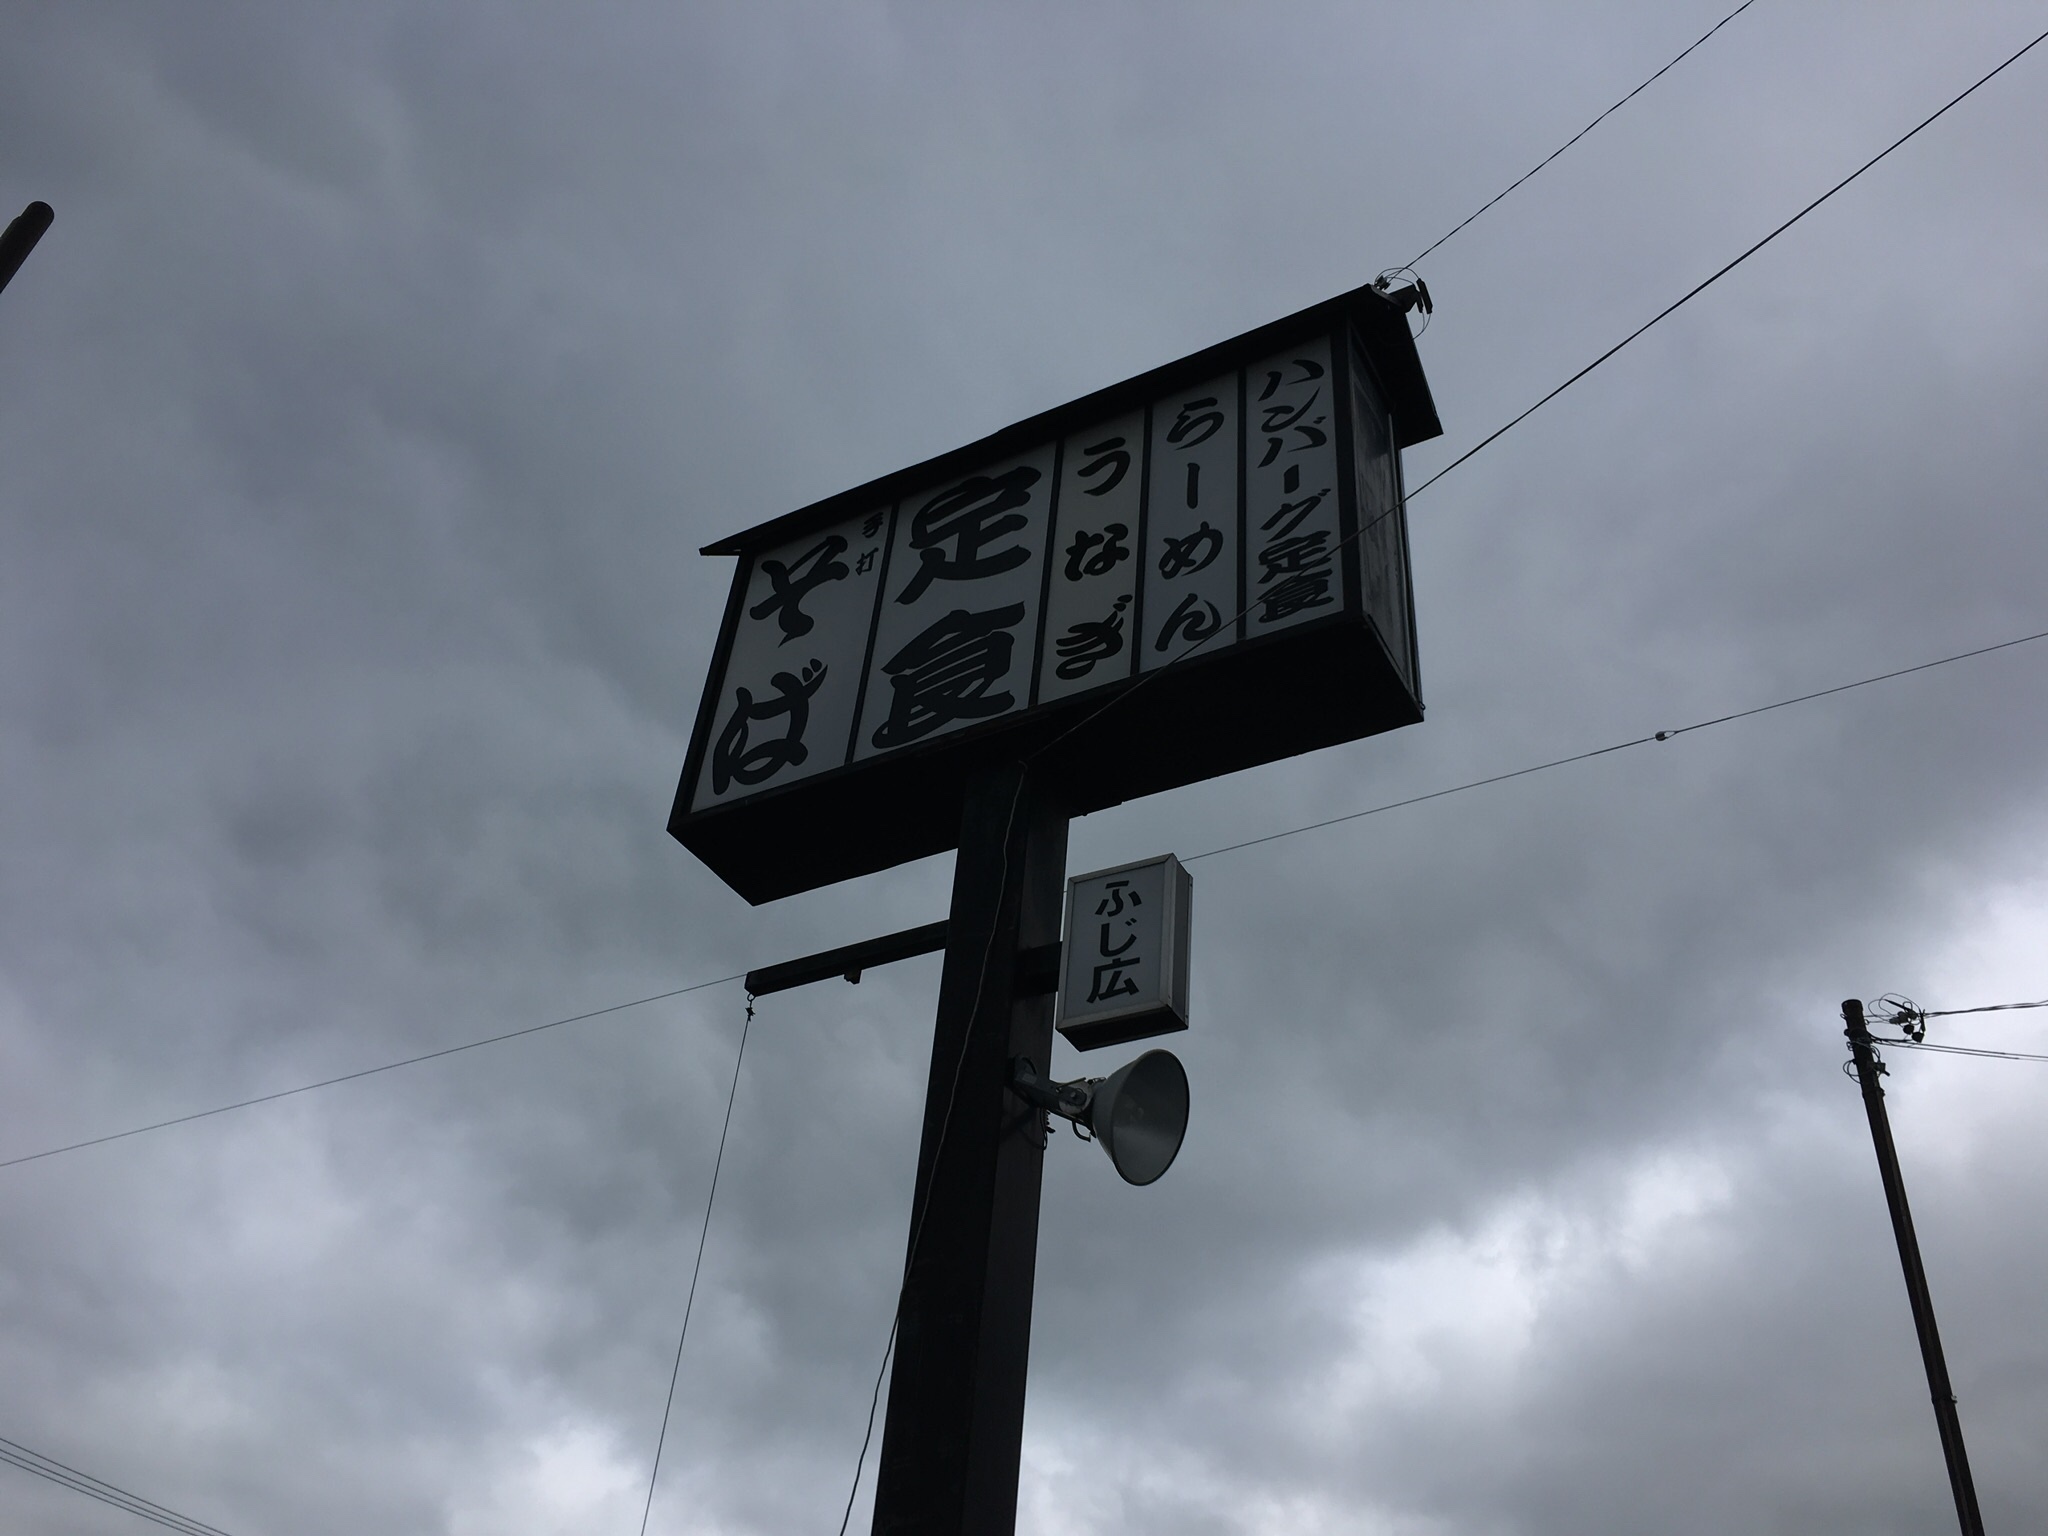 ハンバーグ定食
らーめん
うなぎ
定食
手打
そば
ふじ広